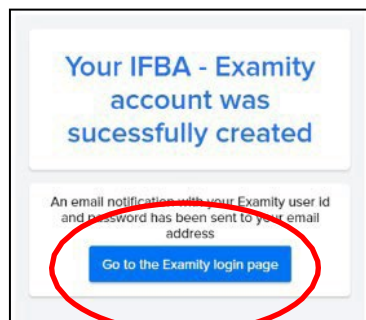 Your IFBA - Examity
account was
sucessfully created
An email notification with your Examity user id
and password has been sent to your email
address
Go to the Examity login page